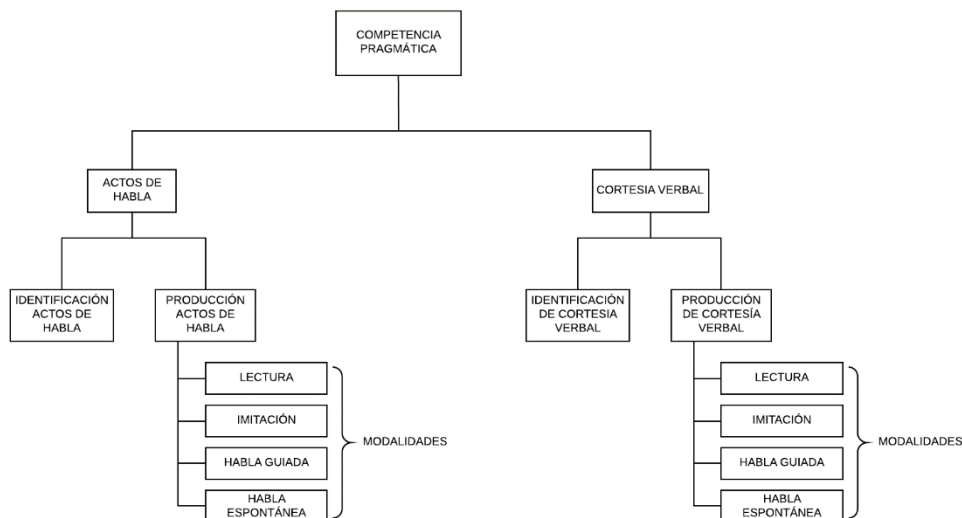 COMPETENCIA
PRAGMÁTICA
ACTOS DE
HABLA
CORTESIA VERBAL
IDENTIFICACIÓN
ACTOS DE
HABLA
PRODUCCIÓN
ACTOS DE
HABLA
IDENTIFICACIÓN
DE CORTESIA
VERBAL
PRODUCCIÓN
DE CORTESÍA
VERBAL
LECTURA
IMITACIÓN
HABLA GUIADA
HABLA
ESPONTÁNEA
MODALIDADES
LECTURA
IMITACIÓN
HABLA GUIADA
HABLA
ESPONTÁNEA
MODALIDADES